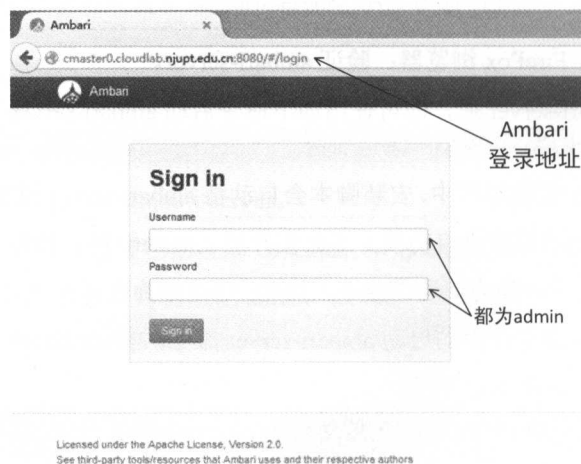 Ambari
cmaster0.cloudlab.njupt.edu.cn:8080/#/login
Ambari
Ambari
登录地址
Sign in
Username
Password
都为admin
Sign in
Licensed under the Apache License, Version 2.0.
See third-party tools/resources that Ambari uses and their respective authors